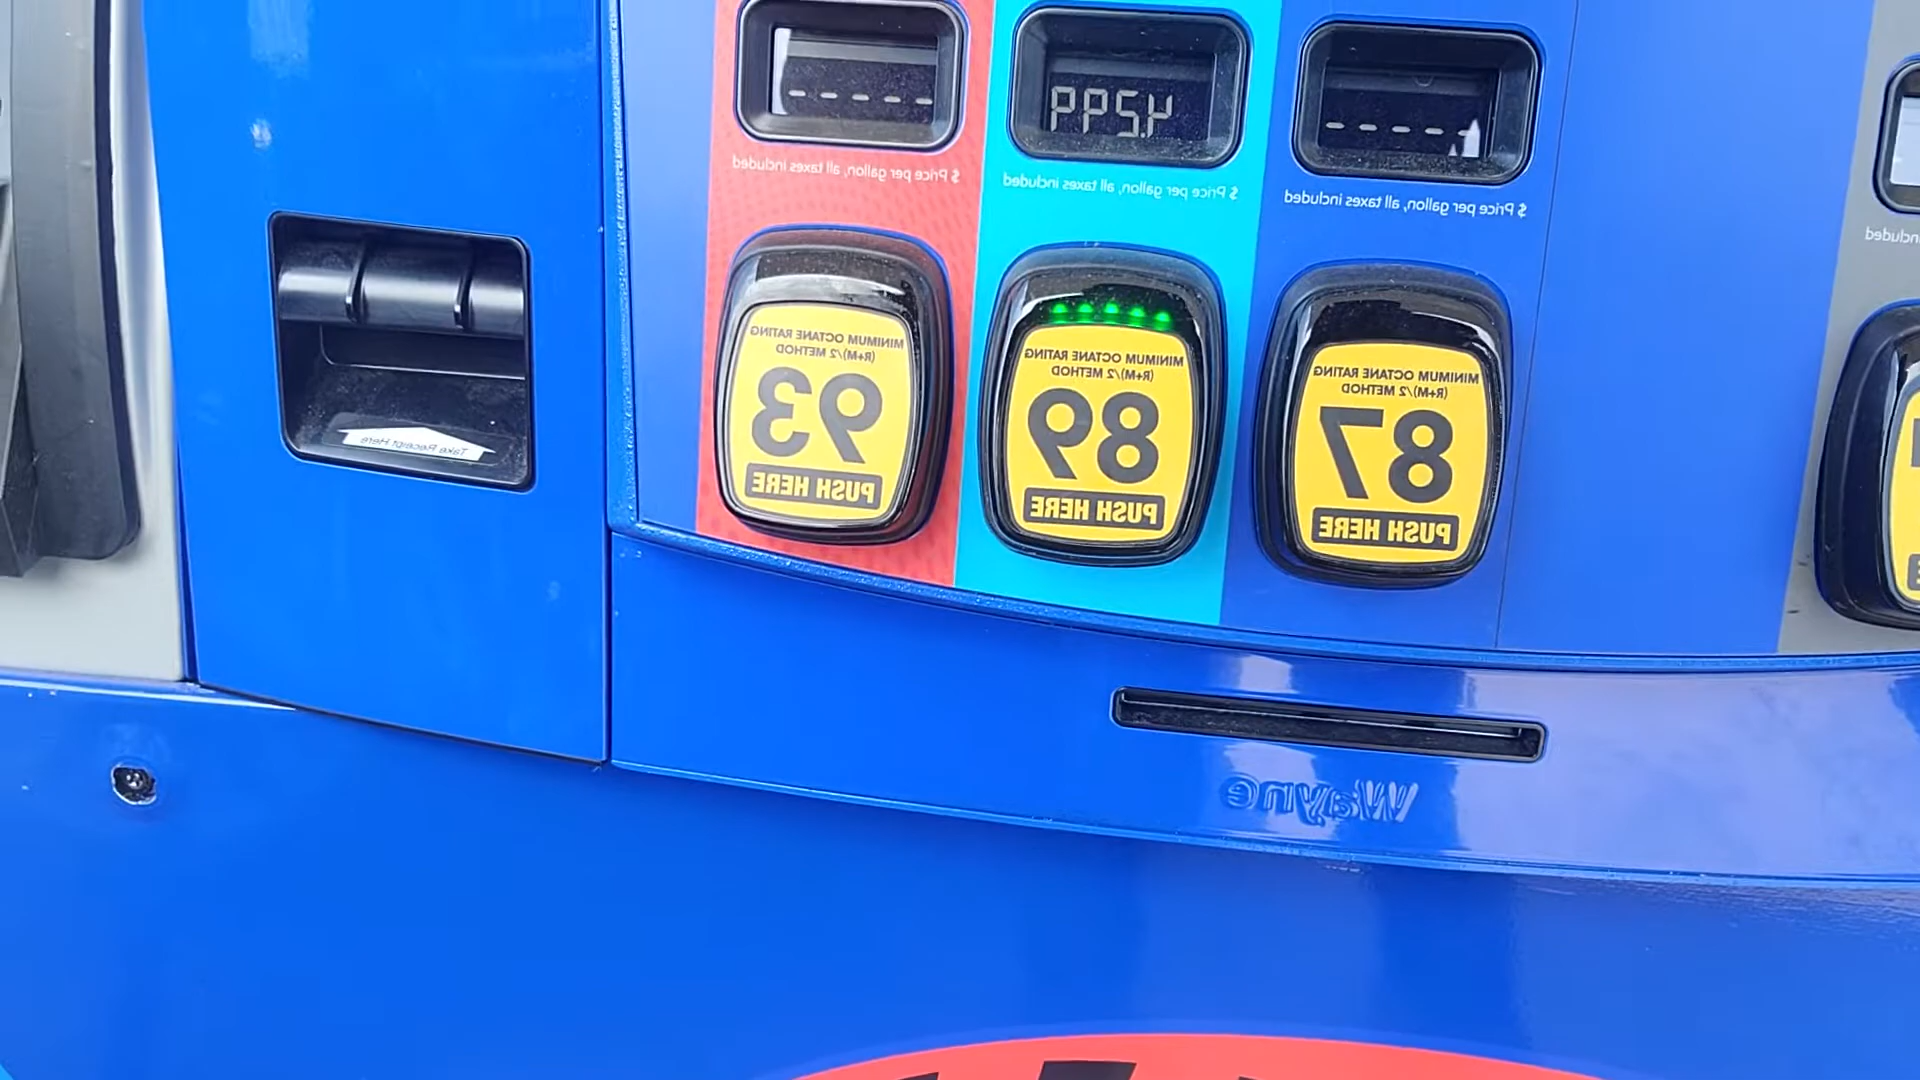 $ Price per gallon, all taxes included
$ Price per gallon, all taxes included
$ Price per gallon, all taxes included
included
MINIMUM OCTANE RATING
(R+M)/2 METHOD
87
PUSH HERE
MINIMUM OCTANE RATING
(R+M)/2 METHOD
89
PUSH HERE
MINIMUM OCTANE RATING
(R+M)/2 METHOD
93
PUSH HERE
Take Receipt Here
Wayne